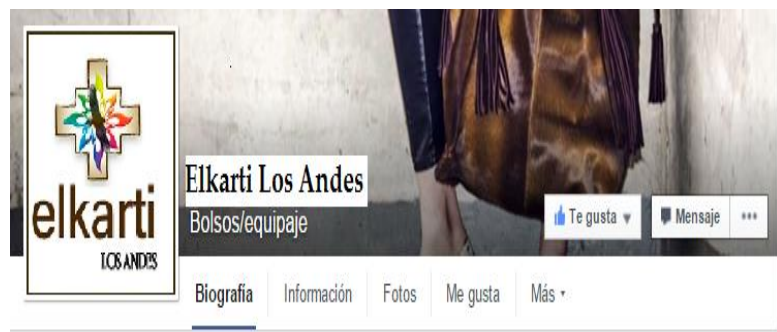 elkarti
LOS ANDES
Elkarti Los Andes
Bolsos/equipaje
Te gusta
Mensaje
Biografía
Información
Fotos
Me gusta
Más